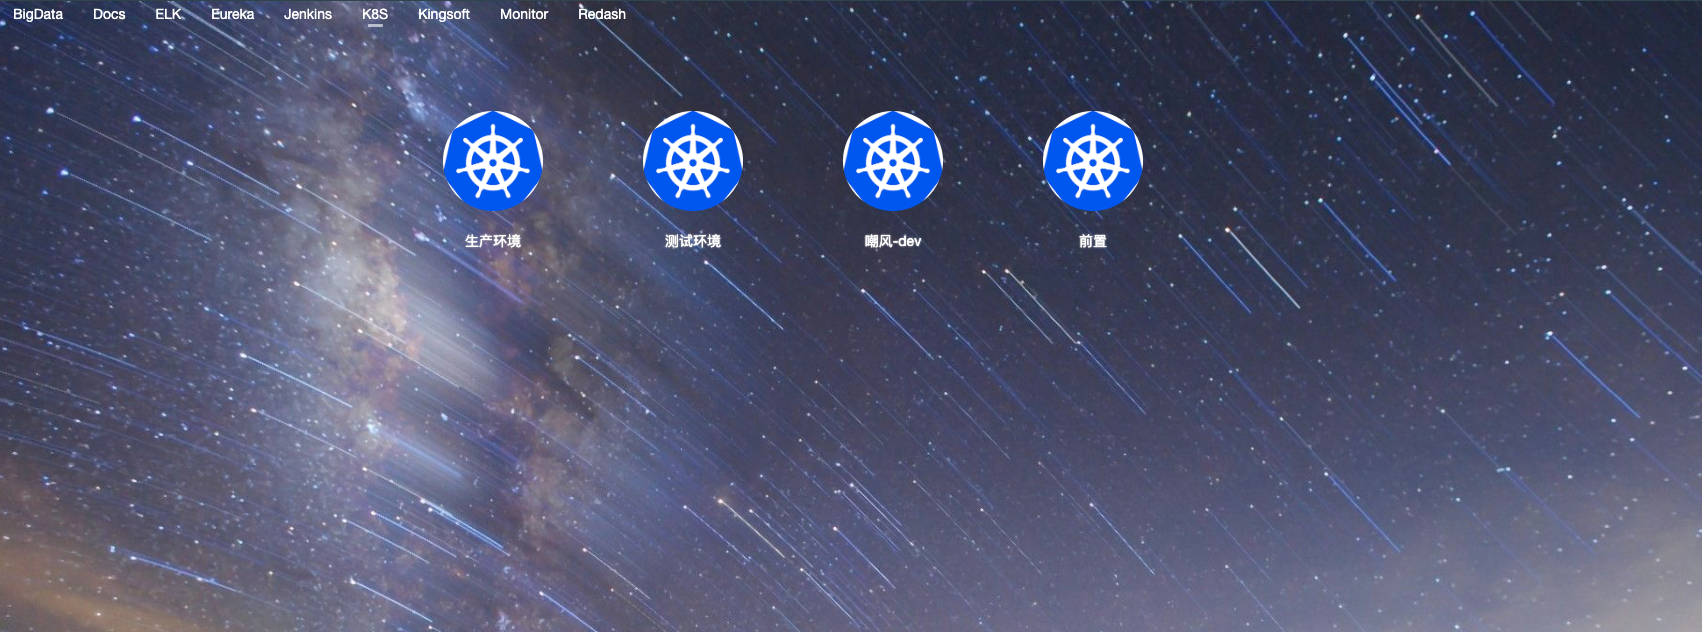 BigData Docs ELK Eureka Jenkins K8S Kingsoft Monitor Redash
生产环境 测试环境 嘲风-dev 前置